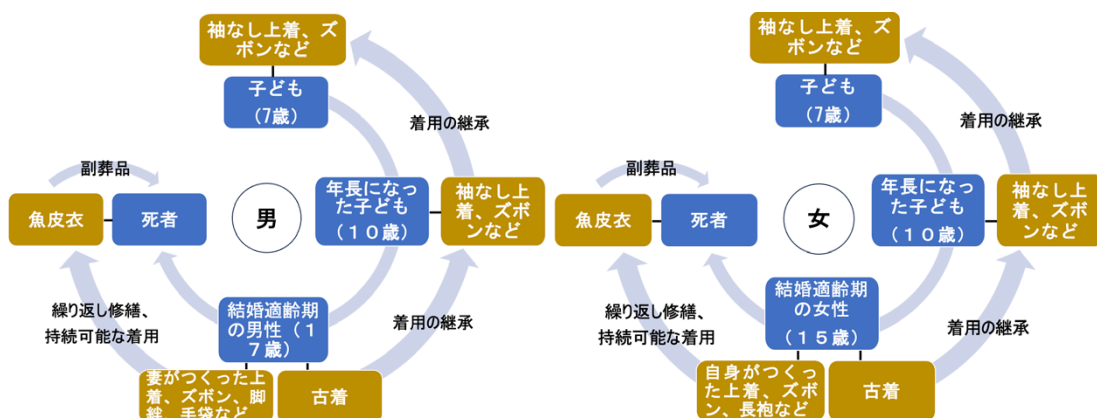 袖なし上着、ズ
ボンなど
子ども
（7歳）
着用の継承
副葬品
魚皮衣
死者
男
年長になっ
た子ども
（１０歳）
袖なし上
着、ズボ
ンなど
繰り返し修繕、
持続可能な着用
結婚適齢期
の男性（１
７歳）
着用の継承
妻がつくった上
着、ズボン、脚
絆、手袋など
古着
袖なし上着、ズ
ボンなど
子ども
（7歳）
着用の継承
副葬品
魚皮衣
死者
女
年長になっ
た子ども
（１０歳）
袖なし上
着、ズボ
ンなど
繰り返し修繕、
持続可能な着用
結婚適齢期
の女性
（１５歳）
着用の継承
自身がつくっ
た上着、ズボ
ン、長袍など
古着